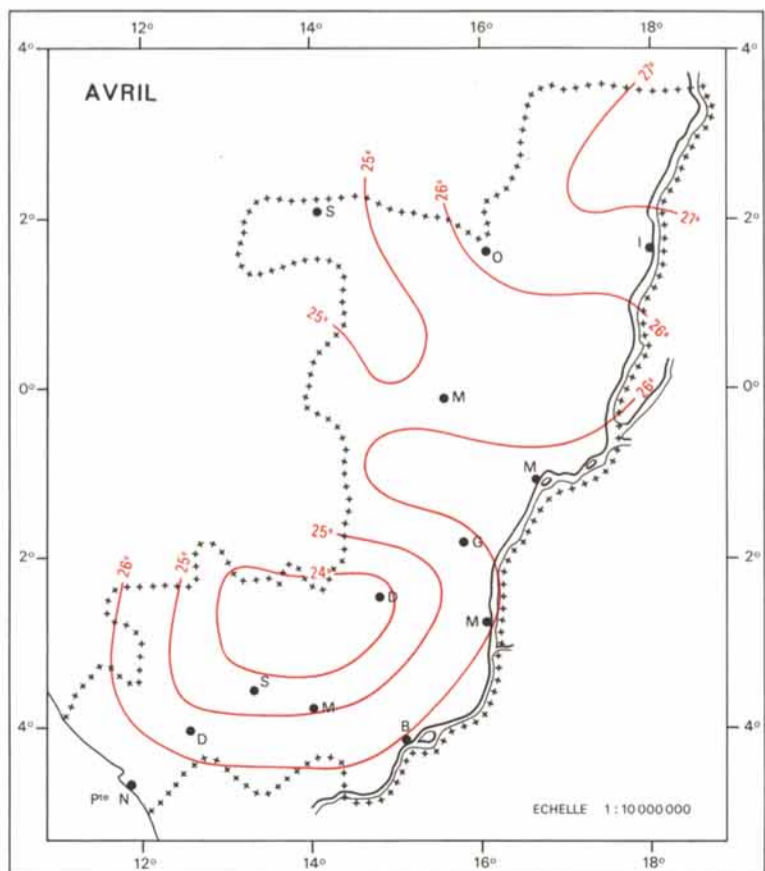 12° 14° 16° 18°
4° 4°
AVRIL
27°
25°
26°
2° S 27° 2°
O I
25° 26°
0° M 26° 0°
M
25° G
2° 26° 25° 24° 2°
D
M
S
M
4° D B 4°
Pte N
ECHELLE 1 : 10 000 000
12° 14° 16° 18°